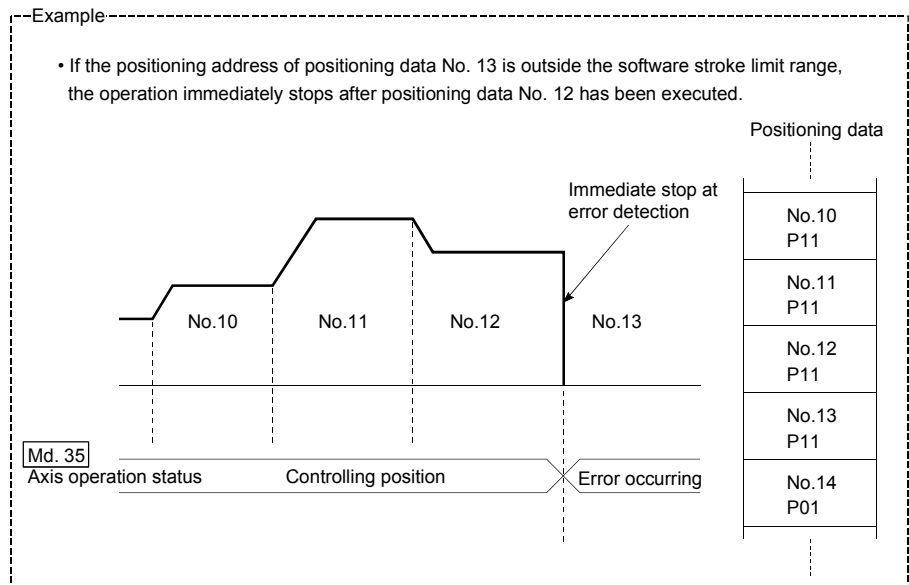 Example
• If the positioning address of positioning data No. 13 is outside the software stroke limit range,
the operation immediately stops after positioning data No. 12 has been executed.
Positioning data
Immediate stop at
error detection
No.10
No.11
No.12
No.13
No.10
P11
No.11
P11
No.12
P11
No.13
P11
No.14
P01
Md. 35
Axis operation status
Controlling position
Error occurring